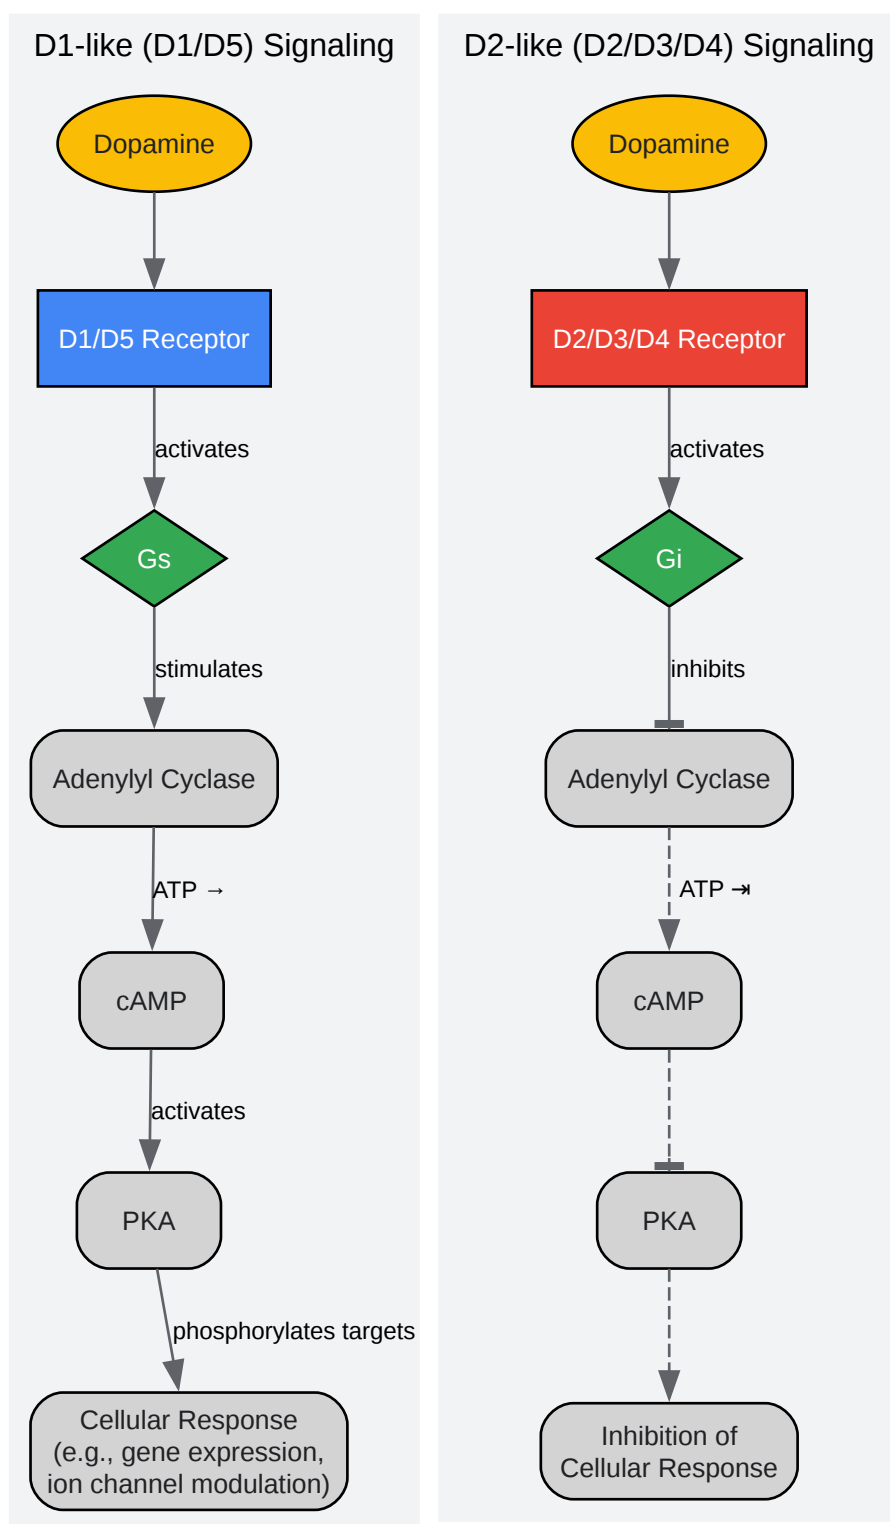 D1-like (D1/D5) Signaling
Dopamine
D1/D5 Receptor
activates
Gs
stimulates
Adenylyl Cyclase
ATP →
cAMP
activates
PKA
phosphorylates targets
Cellular Response
(e.g., gene expression,
ion channel modulation)
D2-like (D2/D3/D4) Signaling
Dopamine
D2/D3/D4 Receptor
activates
Gi
inhibits
Adenylyl Cyclase
ATP ⇥
cAMP
PKA
Inhibition of
Cellular Response